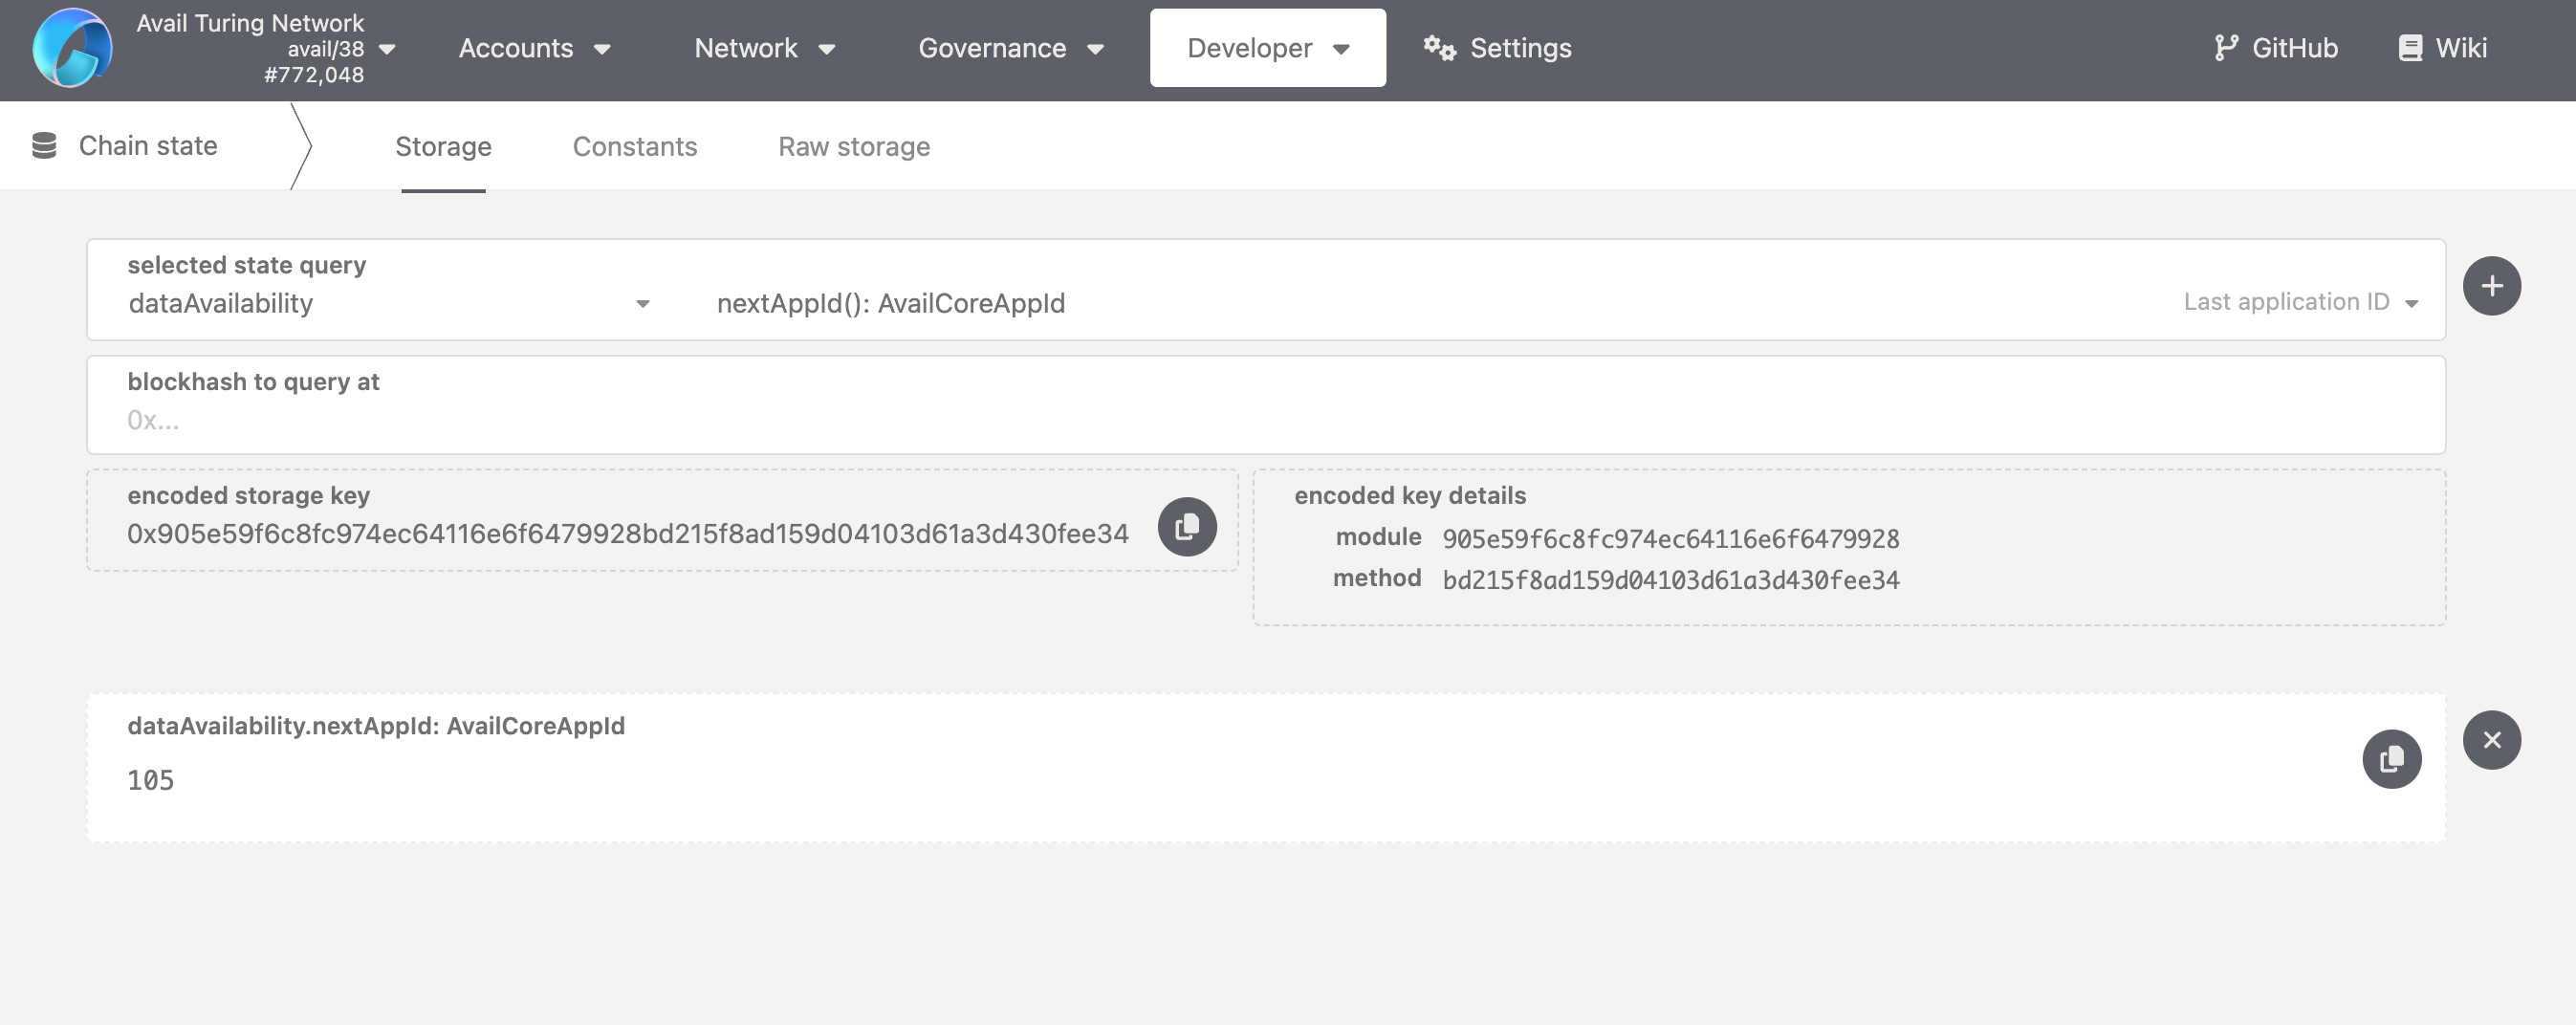 Avail Turing Network
avail/38
#772,048
Accounts
Network
Governance
Developer
Settings
GitHub
Wiki
Chain state
Storage
Constants
Raw storage
selected state query
dataAvailability
nextAppId(): AvailCoreAppId
Last application ID
blockhash to query at
0x...
encoded storage key
0x905e59f6c8fc974ec64116e6f6479928bd215f8ad159d04103d61a3d430fee34
encoded key details
module 905e59f6c8fc974ec64116e6f6479928
method bd215f8ad159d04103d61a3d430fee34
dataAvailability.nextAppId: AvailCoreAppId
105